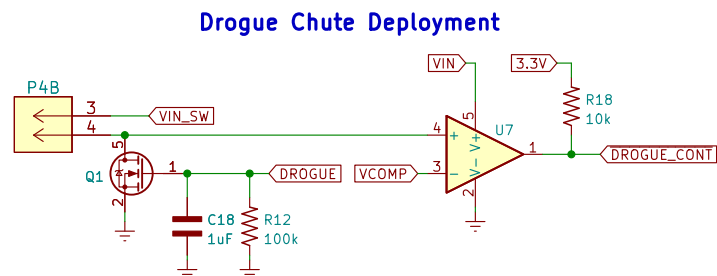 Drogue Chute Deployment
P4B
3
VIN_SW
4
5
Q1
1
DROGUE
2
C18
1uF
R12
100k
VIN
3.3V
R18
10k
5
U7
4
+
V+
1
DROGUE_CONT
VCOMP
3
-
V-
2